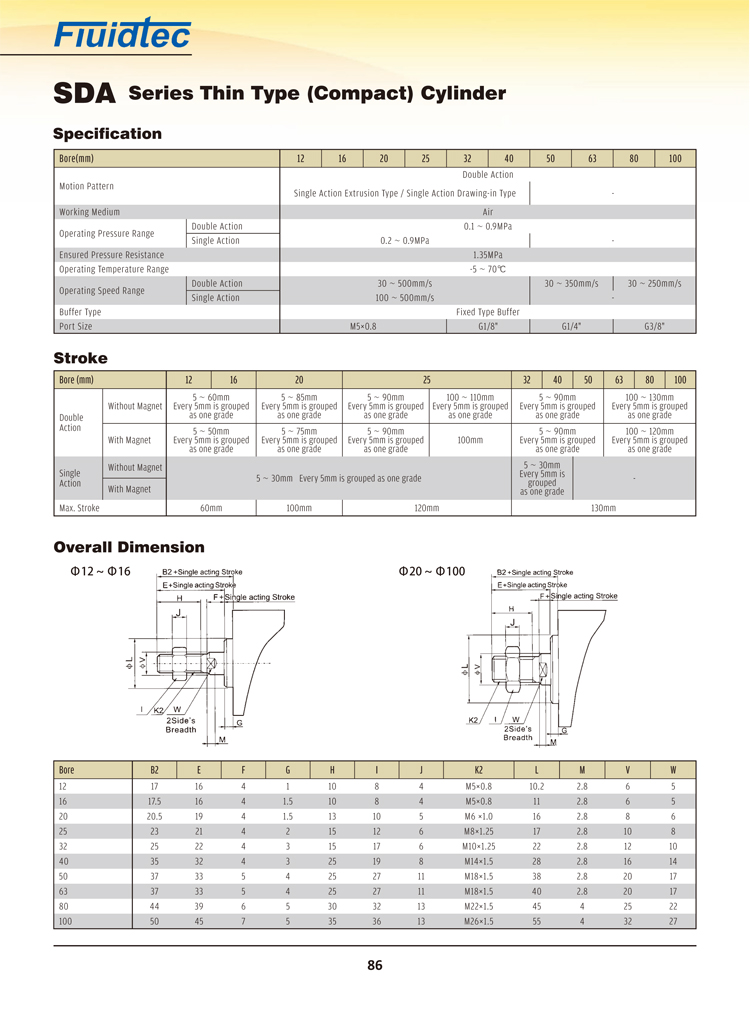 Fluidtec
SDA Series Thin Type (Compact) Cylinder
Specification
Bore(mm) 12 16 20 25 32 40 50 63 80 100
Motion Pattern Double Action
Single Action Extrusion Type / Single Action Drawing-in Type -
Working Medium Air
Operating Pressure Range Double Action 0.1 ~ 0.9MPa
Single Action 0.2 ~ 0.9MPa -
Ensured Pressure Resistance 1.35MPa
Operating Temperature Range -5 ~ 70℃
Operating Speed Range Double Action 30 ~ 500mm/s 30 ~ 350mm/s 30 ~ 250mm/s
Single Action 100 ~ 500mm/s -
Buffer Type Fixed Type Buffer
Port Size M5×0.8 G1/8" G1/4" G3/8"
Stroke
Bore (mm) 12 16 20 25 32 40 50 63 80 100
Double Action Without Magnet 5 ~ 60mm Every 5mm is grouped as one grade 5 ~ 85mm Every 5mm is grouped as one grade 5 ~ 90mm Every 5mm is grouped as one grade 100 ~ 110mm Every 5mm is grouped as one grade 5 ~ 90mm Every 5mm is grouped as one grade 100 ~ 130mm Every 5mm is grouped as one grade
With Magnet 5 ~ 50mm Every 5mm is grouped as one grade 5 ~ 75mm Every 5mm is grouped as one grade 5 ~ 90mm Every 5mm is grouped as one grade 100mm 5 ~ 90mm Every 5mm is grouped as one grade 100 ~ 120mm Every 5mm is grouped as one grade
Single Action Without Magnet With Magnet 5 ~ 30mm Every 5mm is grouped as one grade 5 ~ 30mm Every 5mm is grouped as one grade -
Max. Stroke 60mm 100mm 120mm 130mm
Overall Dimension
Φ12 ~ Φ16
B2+Single acting Stroke
E+Single acting Stroke
H F+Single acting Stroke
J
ΦL ΦV
I K2 W G
2Side's
Breadth
M
Φ20 ~ Φ100
B2+Single acting Stroke
E+Single acting Stroke
F+Single acting Stroke
H
J
ΦL ΦV
K2 I W G
2Side's
Breadth
M
Bore B2 E F G H I J K2 L M V W
12 17 16 4 1 10 8 4 M5×0.8 10.2 2.8 6 5
16 17.5 16 4 1.5 10 8 4 M5×0.8 11 2.8 6 5
20 20.5 19 4 1.5 13 10 5 M6 ×1.0 16 2.8 8 6
25 23 21 4 2 15 12 6 M8×1.25 17 2.8 10 8
32 25 22 4 3 15 17 6 M10×1.25 22 2.8 12 10
40 35 32 4 3 25 19 8 M14×1.5 28 2.8 16 14
50 37 33 5 4 25 27 11 M18×1.5 38 2.8 20 17
63 37 33 5 4 25 27 11 M18×1.5 40 2.8 20 17
80 44 39 6 5 30 32 13 M22×1.5 45 4 25 22
100 50 45 7 5 35 36 13 M26×1.5 55 4 32 27
86